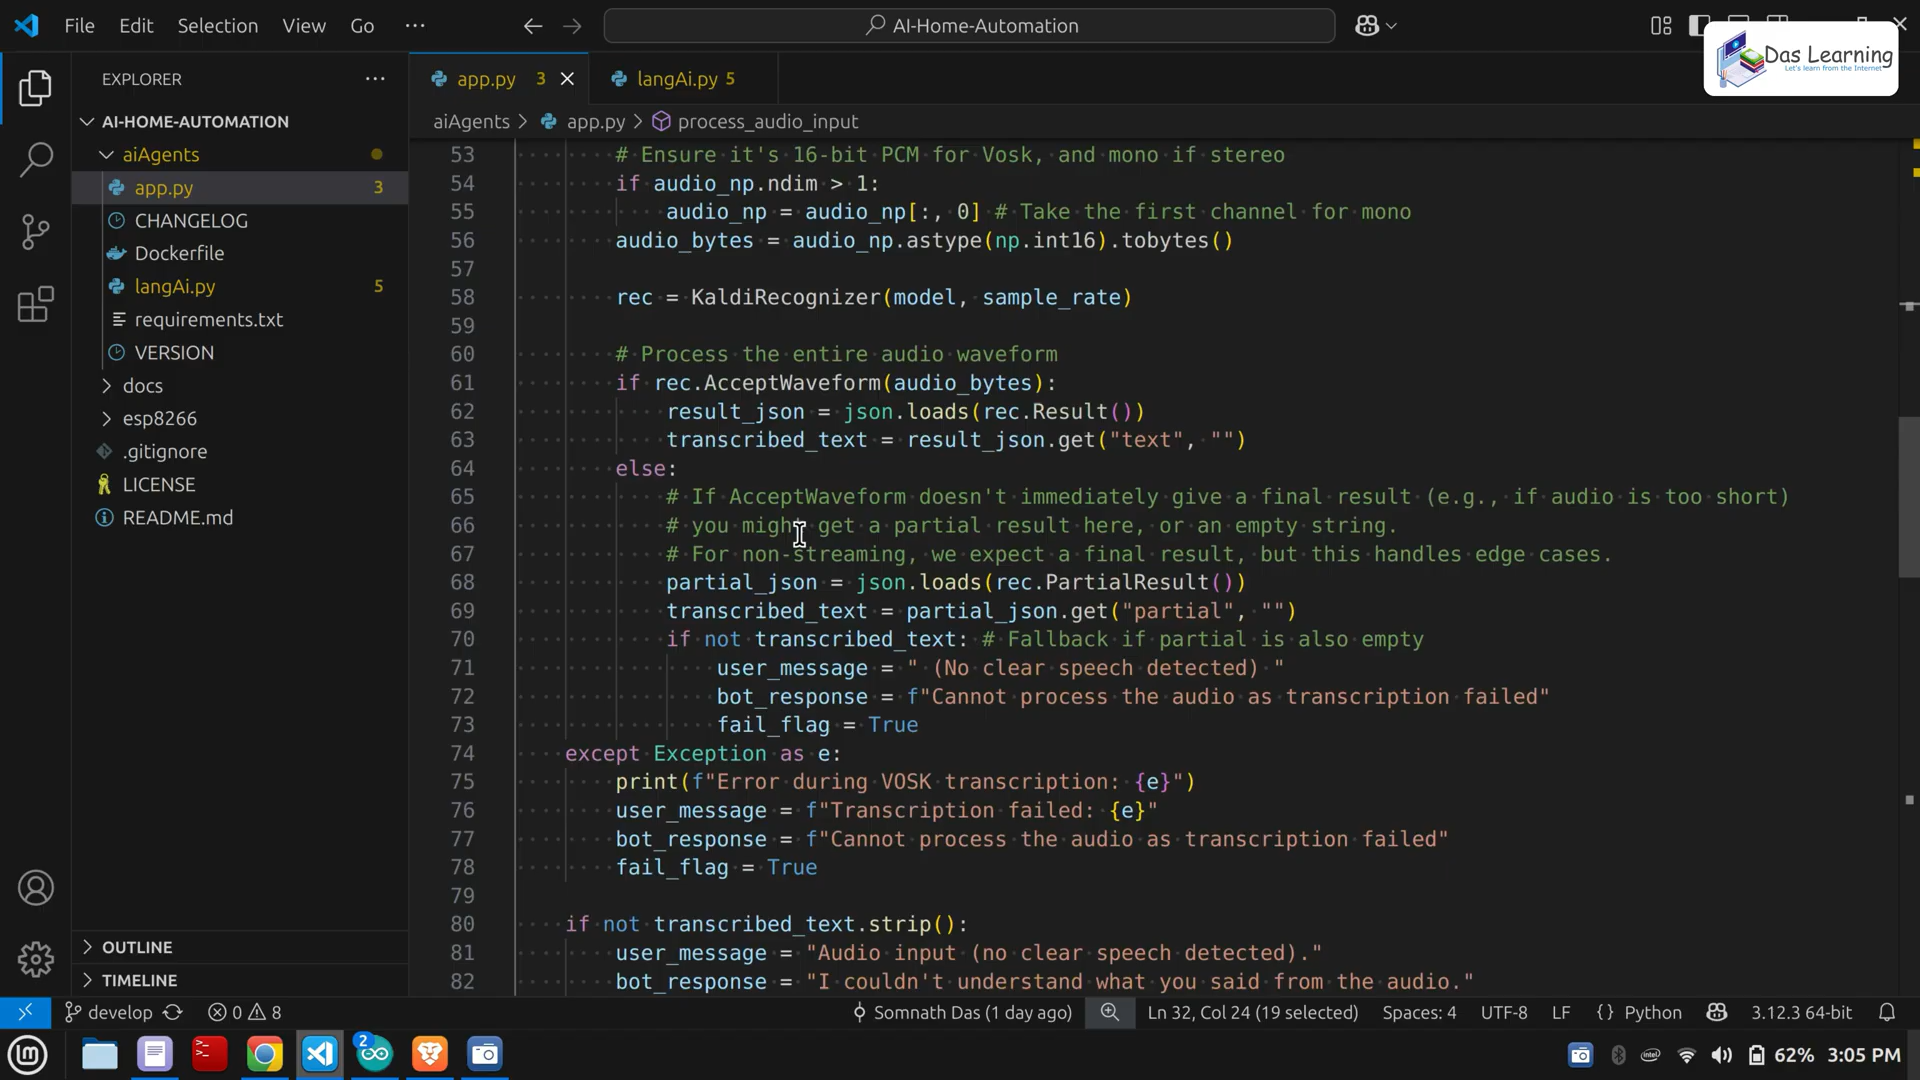 File Edit Selection View Go ··· AI-Home-Automation
Das Learning
Let's learn from the Internet
EXPLORER ···
app.py 3
langAi.py 5
aiAgents > app.py > process_audio_input
AI-HOME-AUTOMATION
aiAgents
app.py 3
CHANGELOG
Dockerfile
langAi.py 5
requirements.txt
VERSION
docs
esp8266
.gitignore
LICENSE
README.md
OUTLINE
TIMELINE
53 # Ensure it's 16-bit PCM for Vosk, and mono if stereo
54 if audio_np.ndim > 1:
55 audio_np = audio_np[:, 0] # Take the first channel for mono
56 audio_bytes = audio_np.astype(np.int16).tobytes()
57
58 rec = KaldiRecognizer(model, sample_rate)
59
60 # Process the entire audio waveform
61 if rec.AcceptWaveform(audio_bytes):
62 result_json = json.loads(rec.Result())
63 transcribed_text = result_json.get("text", "")
64 else:
65 # If AcceptWaveform doesn't immediately give a final result (e.g., if audio is too short)
66 # you might get a partial result here, or an empty string.
67 # For non-streaming, we expect a final result, but this handles edge cases.
68 partial_json = json.loads(rec.PartialResult())
69 transcribed_text = partial_json.get("partial", "")
70 if not transcribed_text: # Fallback if partial is also empty
71 user_message = " (No clear speech detected) "
72 bot_response = f"Cannot process the audio as transcription failed"
73 fail_flag = True
74 except Exception as e:
75 print(f"Error during VOSK transcription: {e}")
76 user_message = f"Transcription failed: {e}"
77 bot_response = f"Cannot process the audio as transcription failed"
78 fail_flag = True
79
80 if not transcribed_text.strip():
81 user_message = "Audio input (no clear speech detected)."
82 bot_response = "I couldn't understand what you said from the audio."
develop 0 8 Somnath Das (1 day ago) Ln 32, Col 24 (19 selected) Spaces: 4 UTF-8 LF {} Python 3.12.3 64-bit
2 intel 62% 3:05 PM